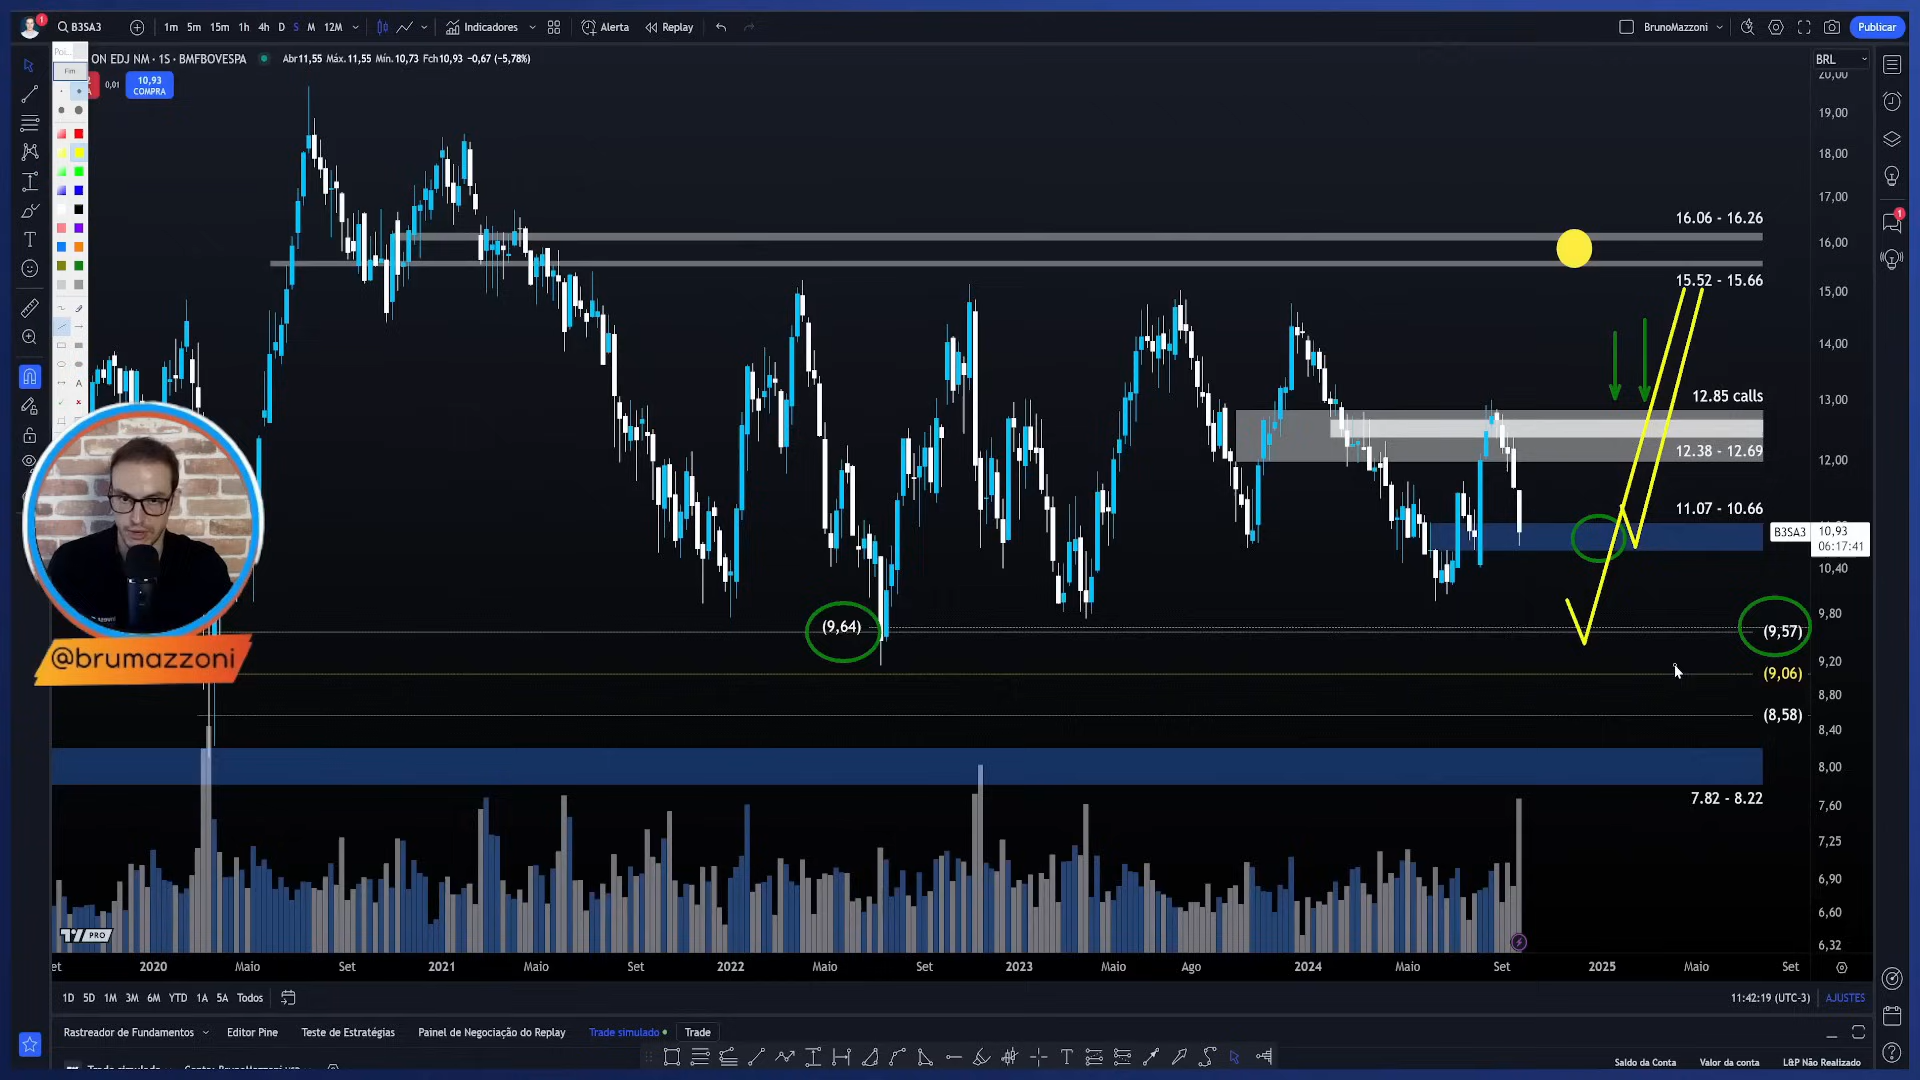 B3SA3
1m 5m 15m 1h 4h D S M 12M
Indicadores
Alerta
Replay
BrunoMazzoni
Publicar
Poi...
Fim
ON EDJ NM · 1S · BMFBOVESPA
Abr11,55 Máx.11,55 Mín.10,73 Fch10,93 −0,67 (−5,78%)
0,01
10,93
COMPRA
BRL
20,00
19,00
18,00
17,00
16,00
15,00
14,00
13,00
12,00
10,40
9,80
9,20
8,80
8,40
8,00
7,60
7,25
6,90
6,60
6,32
16.06 - 16.26
15.52 - 15.66
12.85 calls
12.38 - 12.69
11.07 - 10.66
B3SA3
10,93
06:17:41
(9,64)
(9,57)
(9,06)
(8,58)
7.82 - 8.22
@brumazzoni
PRO
et 2020 Maio Set 2021 Maio Set 2022 Maio Set 2023 Maio Ago 2024 Maio Set 2025 Maio Set
1D 5D 1M 3M 6M YTD 1A 5A Todos
11:42:19 (UTC-3)
AJUSTES
Rastreador de Fundamentos
Editor Pine
Teste de Estratégias
Painel de Negociação do Replay
Trade simulado
Trade
Saldo da Conta
Valor da conta
L&P Não Realizado